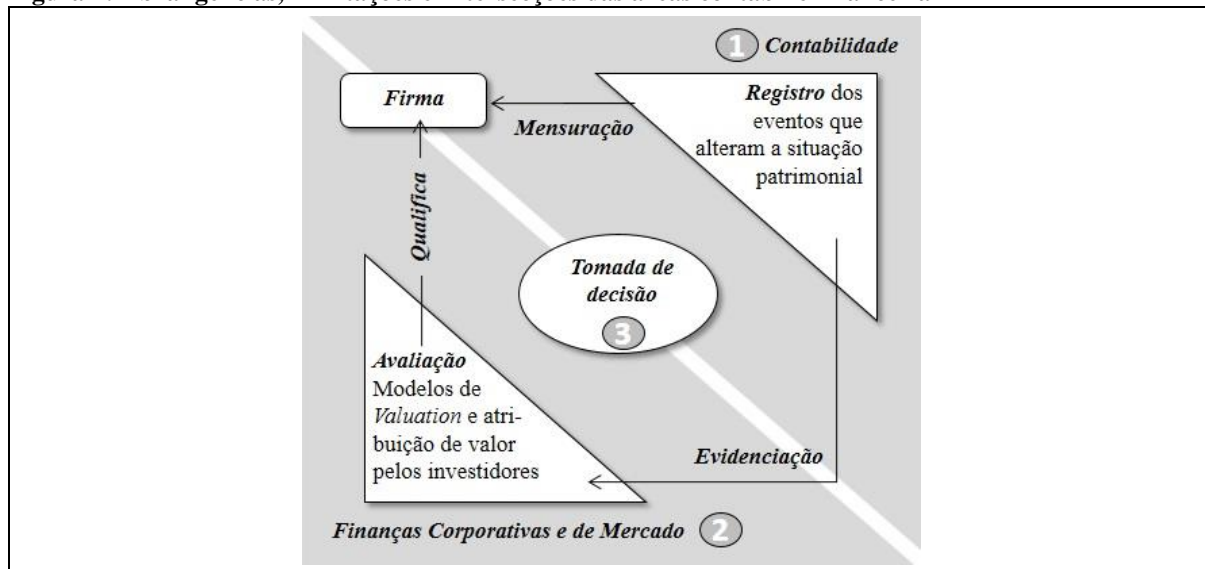 1 Contabilidade
Firma
Mensuração
Registro dos
eventos que
alteram a situação
patrimonial
Qualifica
Tomada de
decisão
3
Avaliação
Modelos de
Valuation e atri-
buição de valor
pelos investidores
Evidenciação
Finanças Corporativas e de Mercado 2